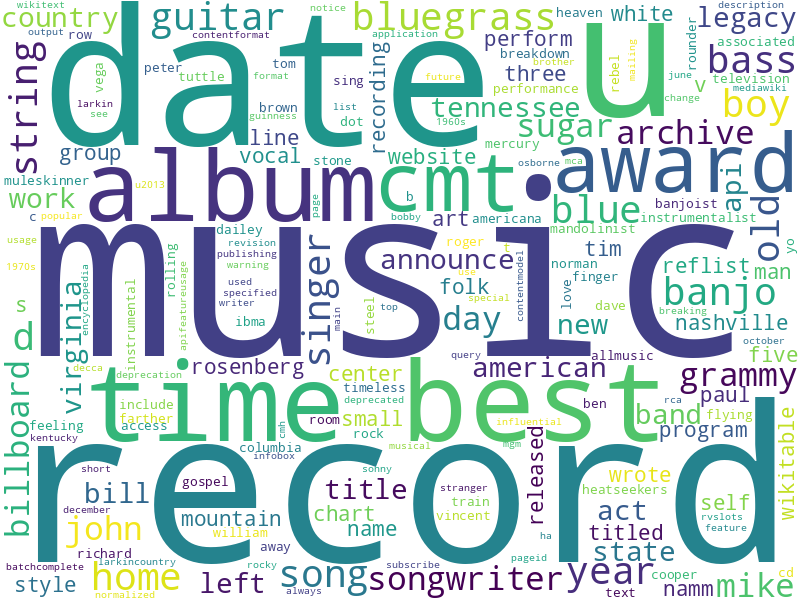 wikitext
country
row
output
contentformat
guitar
bluegrass
notice
application
heaven
white
description
legacy
date
u
peter
tuttle
tom
format
sing
future
brother
mailing
rebel
perform
breakdown
three
performance
rounder
associated
bass
television
mediawiki
june
change
vega
larkin
see
string
brown
guinness
list
dot
recording
1960s
tennessee
v
boy
sugar
archive
group
line
vocal
stone
website
mercury
osborne
mca
muleskinner
work
u2013
album
cmt
award
api
c
popular
page
b
bobby
art
americana
blue
banjoist
instrumentalist
mandolinist
old
yo
usage
1970s
s
d
virginia
encyclopedia
instrumental
rolling
apifeatureusage
dailey
revision
publishing
warning
used
specified
writer
ibma
singer
main
music
roger
t
announce
use
folk
special
day
top
steel
contentmodel
norman
finger
love
tim
dave
new
reflist
man
banjo
breaking
nashville
october
decca
deprecation
billboard
feeling
kentucky
include
farther
access
time
rosenberg
center
timeless
deprecated
small
room
rock
query
best
american
allmusic
ben
grammy
five
paul
rca
flying
band
program
influential
mgm
musical
columbia
infobox
cmh
sonny
short
bill
december
john
richard
gospel
mountain
william
record
title
chart
name
away
stranger
train
vincent
released
wrote
heatseekers
titled
act
state
self
rvslots
feature
wikitable
batchcomplete
style
larkincountry
home
normalized
left
rocky
song
always
subscribe
songwriter
ha
pageid
year
text
cooper
namm
mike
cd